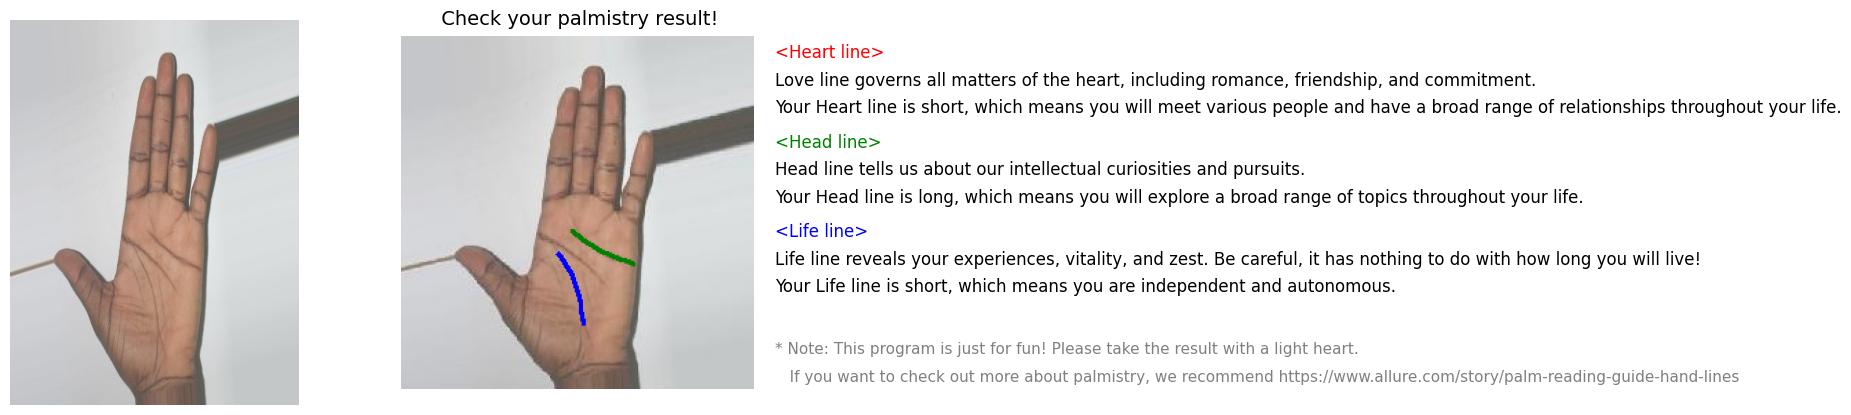 Check your palmistry result!
<Heart line>
Love line governs all matters of the heart, including romance, friendship, and commitment.
Your Heart line is short, which means you will meet various people and have a broad range of relationships throughout your life.
<Head line>
Head line tells us about our intellectual curiosities and pursuits.
Your Head line is long, which means you will explore a broad range of topics throughout your life.
<Life line>
Life line reveals your experiences, vitality, and zest. Be careful, it has nothing to do with how long you will live!
Your Life line is short, which means you are independent and autonomous.
* Note: This program is just for fun! Please take the result with a light heart.
If you want to check out more about palmistry, we recommend https://www.allure.com/story/palm-reading-guide-hand-lines